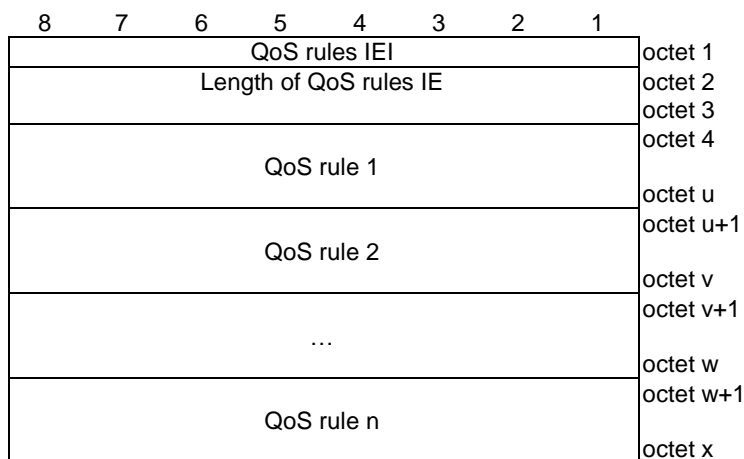 8 7 6 5 4 3 2 1
QoS rules IEI octet 1
Length of QoS rules IE octet 2
octet 3
octet 4
QoS rule 1
octet u
octet u+1
QoS rule 2
octet v
octet v+1
…
octet w
octet w+1
QoS rule n
octet x